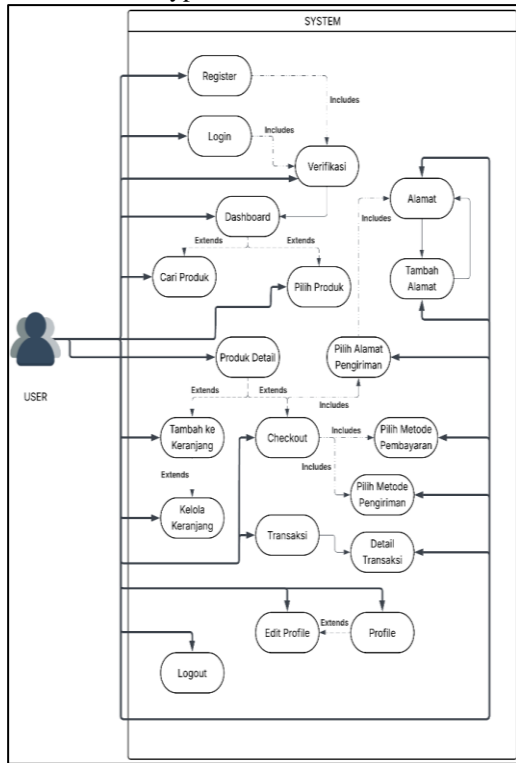 SYSTEM
Register
Includes
Login
Includes
Verifikasi
Dashboard
Includes
Alamat
Extends
Extends
Cari Produk
Pilih Produk
Tambah
Alamat
USER
Produk Detail
Pilih Alamat
Pengiriman
Extends
Extends
Includes
Tambah ke
Keranjang
Checkout
Includes
Pilih Metode
Pembayaran
Includes
Extends
Pilih Metode
Pengiriman
Kelola
Keranjang
Transaksi
Detail
Transaksi
Edit Profile
Extends
Profile
Logout